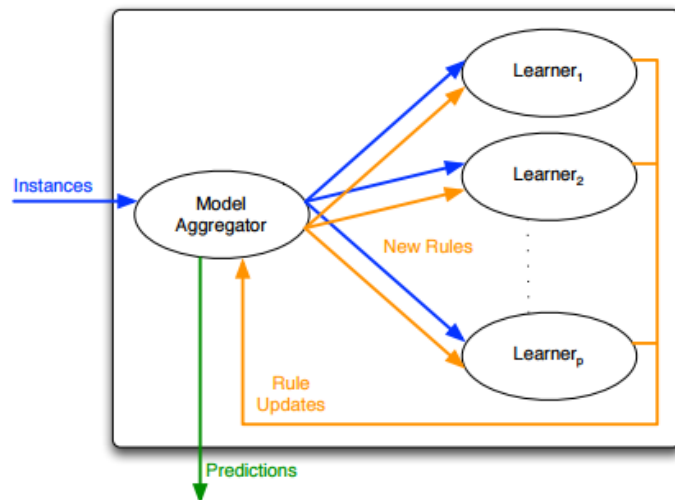 Learner1
Instances
Model
Aggregator
Learner2
New Rules
Learnerp
Rule
Updates
Predictions